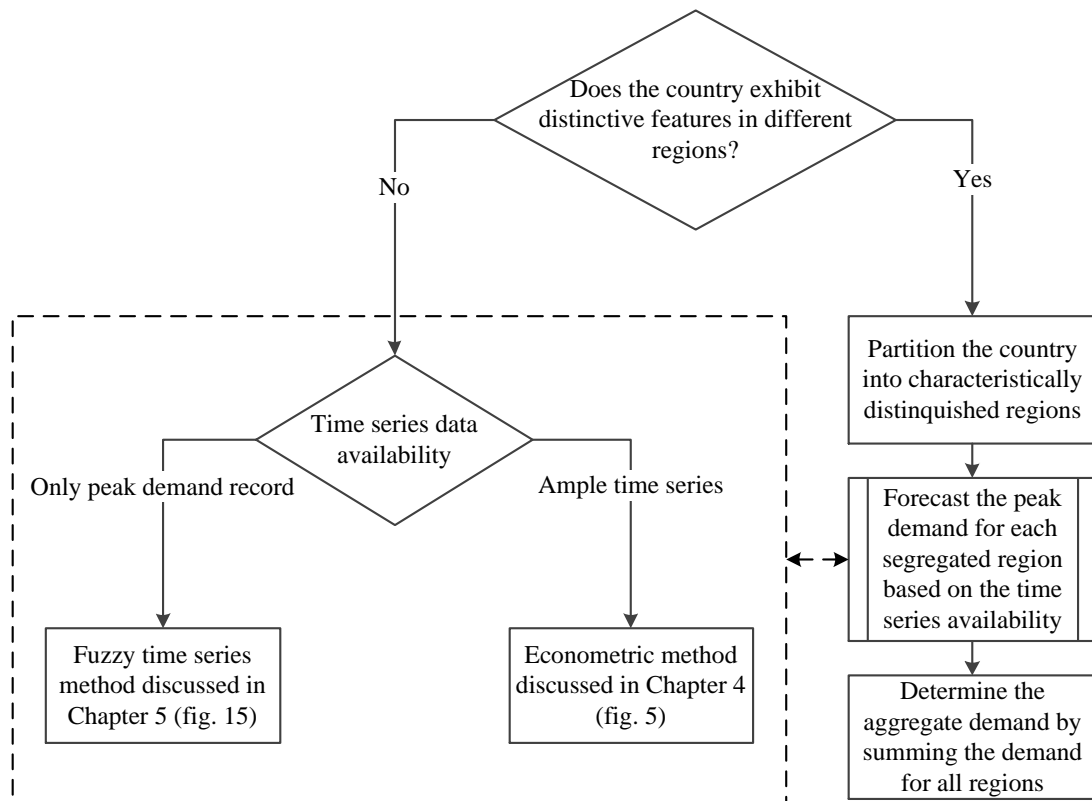 Does the country exhibit
distinctive features in different
regions?
No
Yes
Partition the country
into characteristically
distinquished regions
Time series data
availability
Only peak demand record
Ample time series
Forecast the peak
demand for each
segregated region
based on the time
series availability
Fuzzy time series
method discussed in
Chapter 5 (fig. 15)
Econometric method
discussed in Chapter 4
(fig. 5)
Determine the
aggregate demand by
summing the demand
for all regions